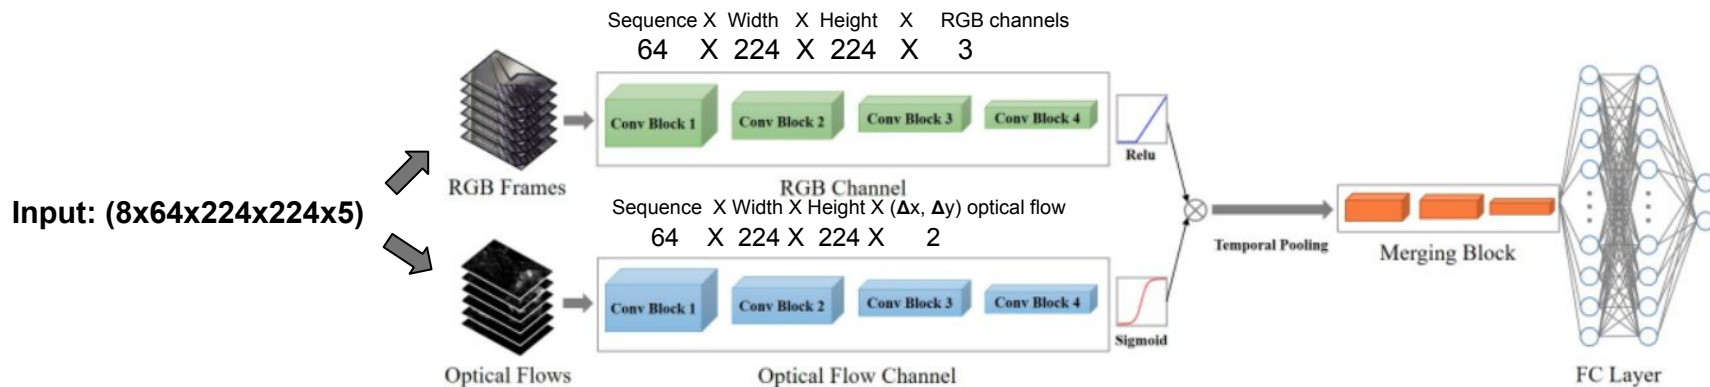 Sequence X Width X Height X RGB channels
64 X 224 X 224 X 3
Conv Block 1
Conv Block 2
Conv Block 3
Conv Block 4
Relu
RGB Frames
RGB Channel
Input: (8x64x224x224x5)
Sequence X Width X Height X (Δx, Δy) optical flow
64 X 224 X 224 X 2
Temporal Pooling
Merging Block
Conv Block 1
Conv Block 2
Conv Block 3
Conv Block 4
Sigmoid
Optical Flows
Optical Flow Channel
FC Layer